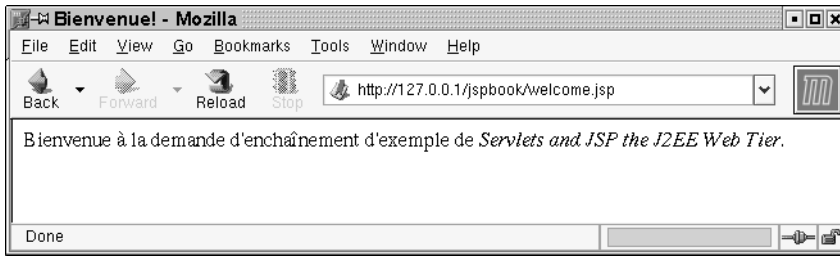 Bienvenue! - Mozilla
File Edit View Go Bookmarks Tools Window Help
Back Forward Reload Stop http://127.0.0.1/jspbook/welcome.jsp
Bienvenue à la demande d'enchaînement d'exemple de Servlets and JSP the J2EE Web Tier.
Done